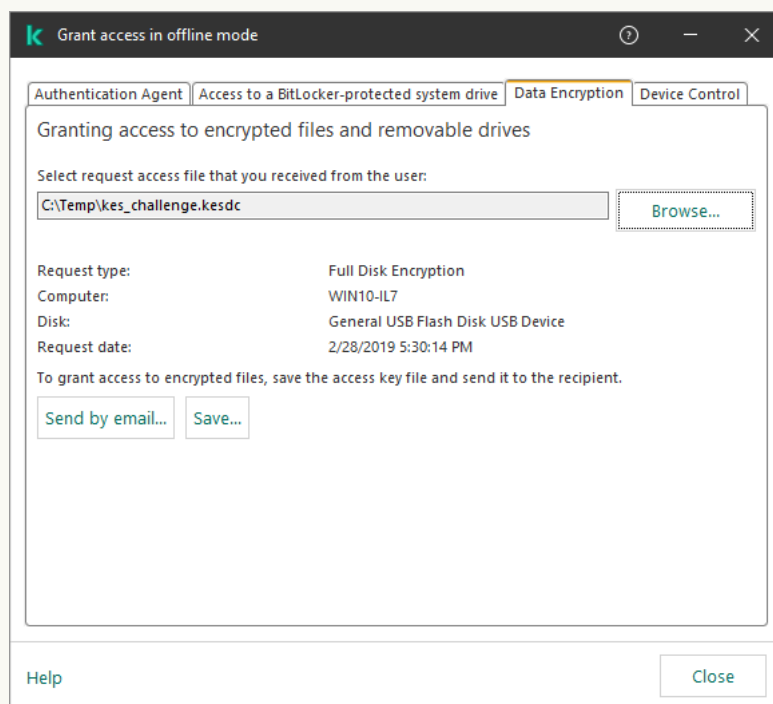 Grant access in offline mode
Authentication Agent Access to a BitLocker-protected system drive Data Encryption Device Control
Granting access to encrypted files and removable drives
Select request access file that you received from the user:
C:\Temp\kes_challenge.kesdc Browse...
Request type: Full Disk Encryption
Computer: WIN10-IL7
Disk: General USB Flash Disk USB Device
Request date: 2/28/2019 5:30:14 PM
To grant access to encrypted files, save the access key file and send it to the recipient.
Send by email... Save...
Help Close